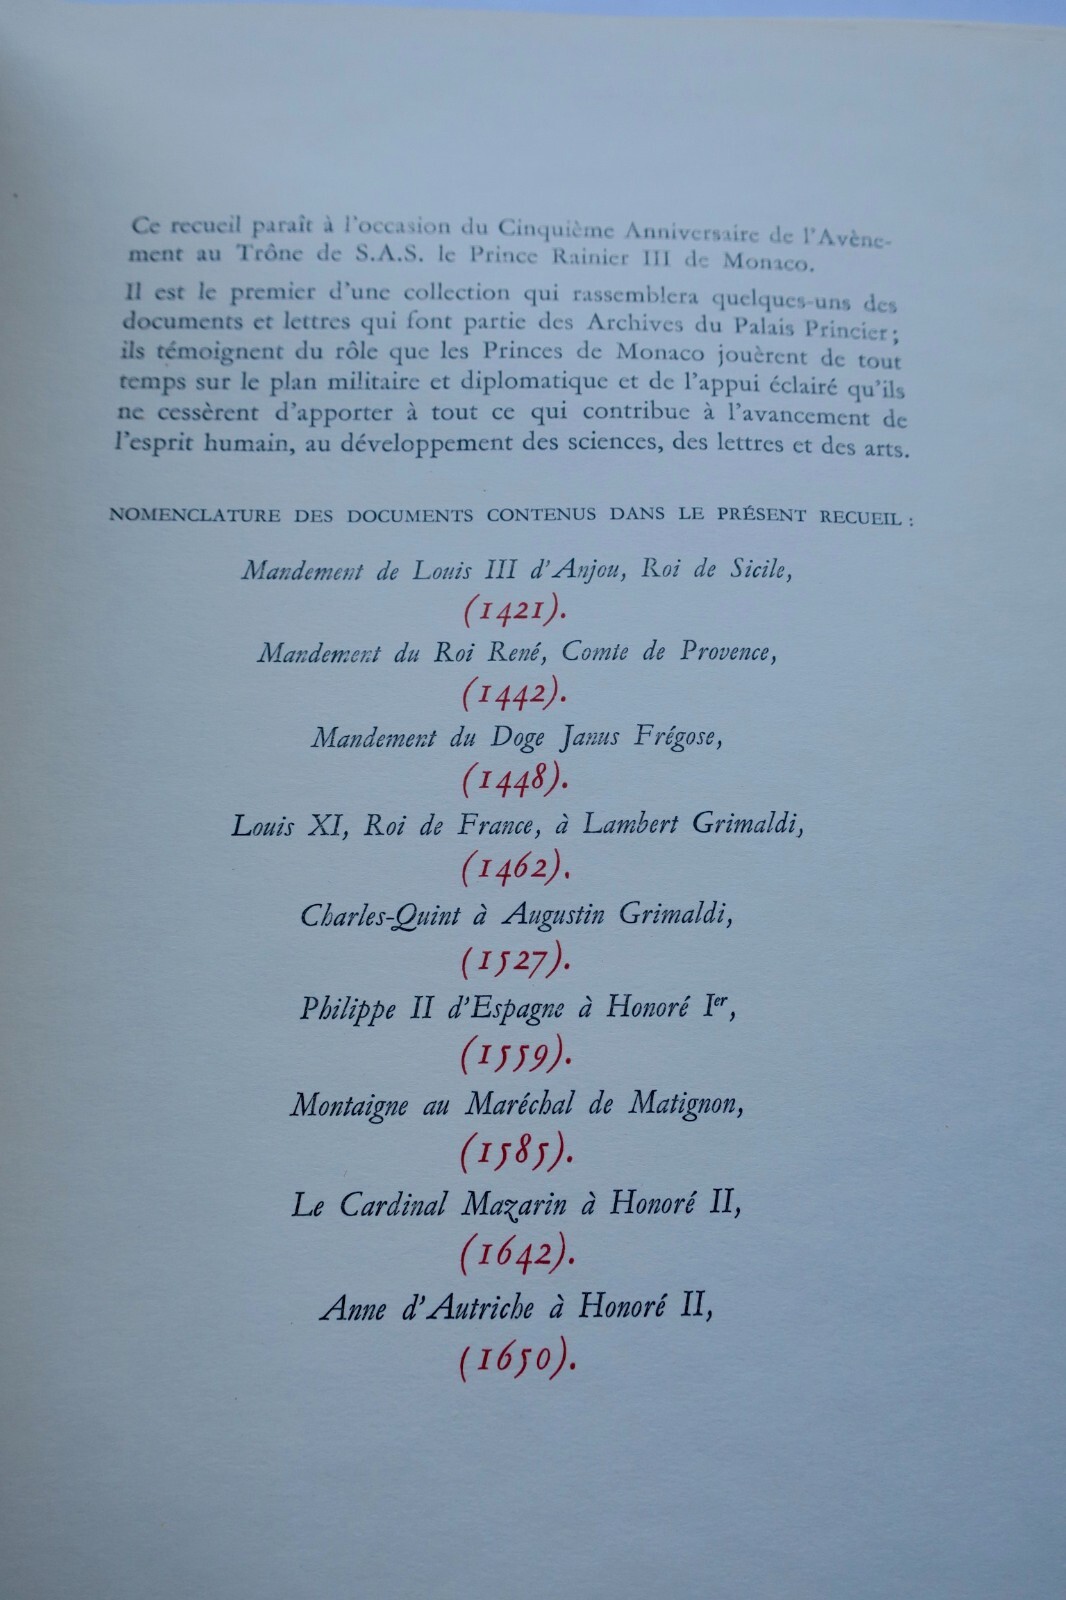 Ce recueil paraît à l'occasion du Cinquième Anniversaire de l'Avène-
ment au Trône de S.A.S. le Prince Rainier III de Monaco.
Il est le premier d'une collection qui rassemblera quelques-uns des
documents et lettres qui font partie des Archives du Palais Princier ;
ils témoignent du rôle que les Princes de Monaco jouèrent de tout
temps sur le plan militaire et diplomatique et de l'appui éclairé qu'ils
ne cessèrent d'apporter à tout ce qui contribue à l'avancement de
l'esprit humain, au développement des sciences, des lettres et des arts.
NOMENCLATURE DES DOCUMENTS CONTENUS DANS LE PRÉSENT RECUEIL :
Mandement de Louis III d'Anjou, Roi de Sicile,
(1421).
Mandement du Roi René, Comte de Provence,
(1442).
Mandement du Doge Janus Frégose,
(1448).
Louis XI, Roi de France, à Lambert Grimaldi,
(1462).
Charles-Quint à Augustin Grimaldi,
(1527).
Philippe II d'Espagne à Honoré Ier,
(1559).
Montaigne au Maréchal de Matignon,
(1585).
Le Cardinal Mazarin à Honoré II,
(1642).
Anne d'Autriche à Honoré II,
(1650).